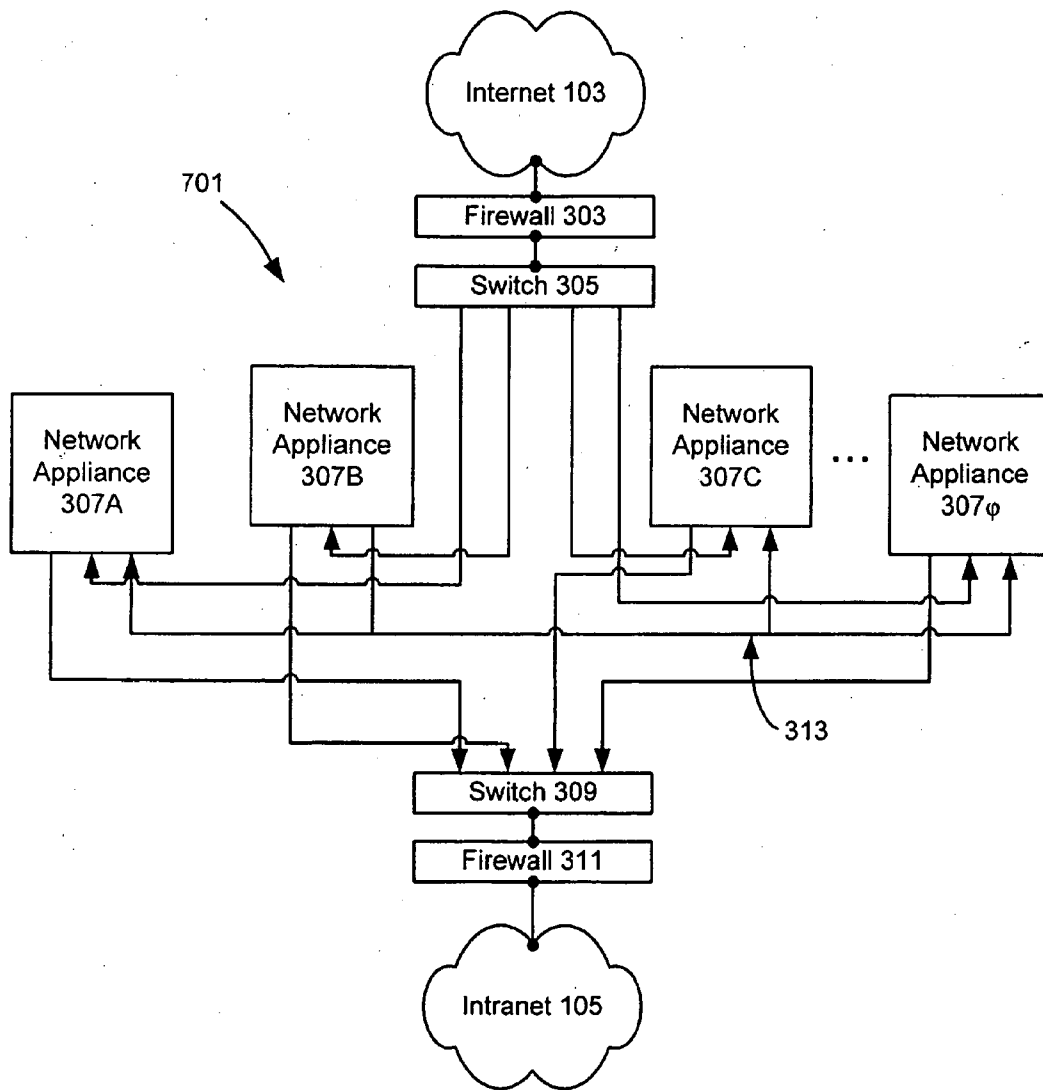 Internet 103
701
Firewall 303
Switch 305
Network
Appliance
307A
Network
Appliance
307B
Network
Appliance
307C
...
Network
Appliance
307φ
313
Switch 309
Firewall 311
Intranet 105